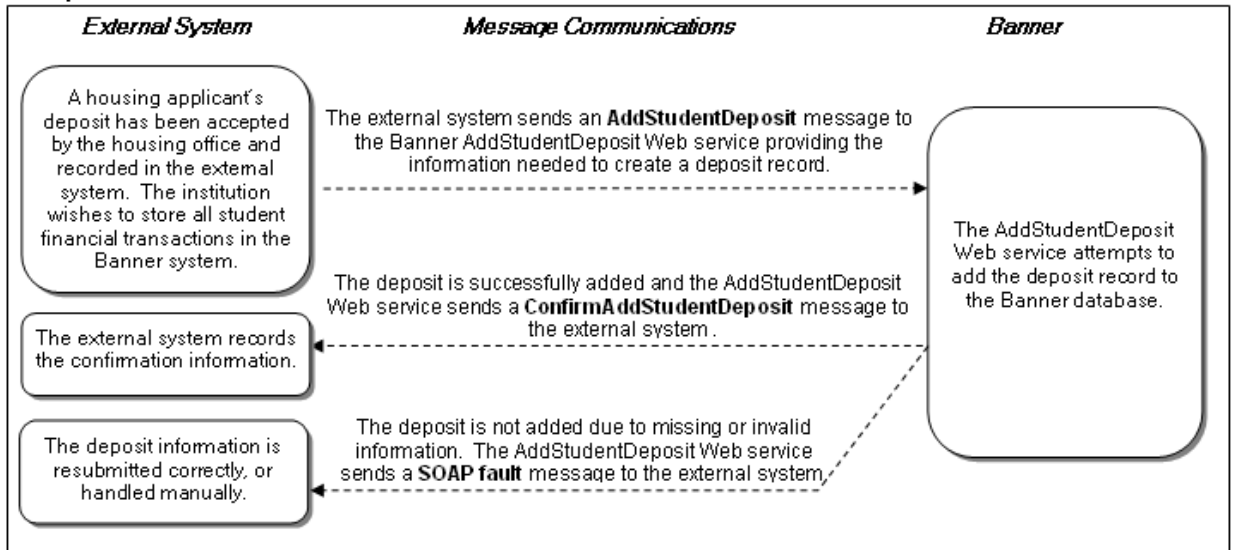 External System
Message Communications
Banner
A housing applicant's
deposit has been accepted
by the housing office and
recorded in the external
system. The institution
wishes to store all student
financial transactions in the
Banner system.
The external system sends an AddStudentDeposit message to
the Banner AddStudentDeposit Web service providing the
information needed to create a deposit record.
The AddStudentDeposit
Web service attempts to
add the deposit record to
the Banner database.
The deposit is successfully added and the AddStudentDeposit
Web service sends a ConfirmAddStudentDeposit message to
the external system.
The external system records
the confirmation information.
The deposit is not added due to missing or invalid
information. The AddStudentDeposit Web service
sends a SOAP fault message to the external system
The deposit information is
resubmitted correctly, or
handled manually.